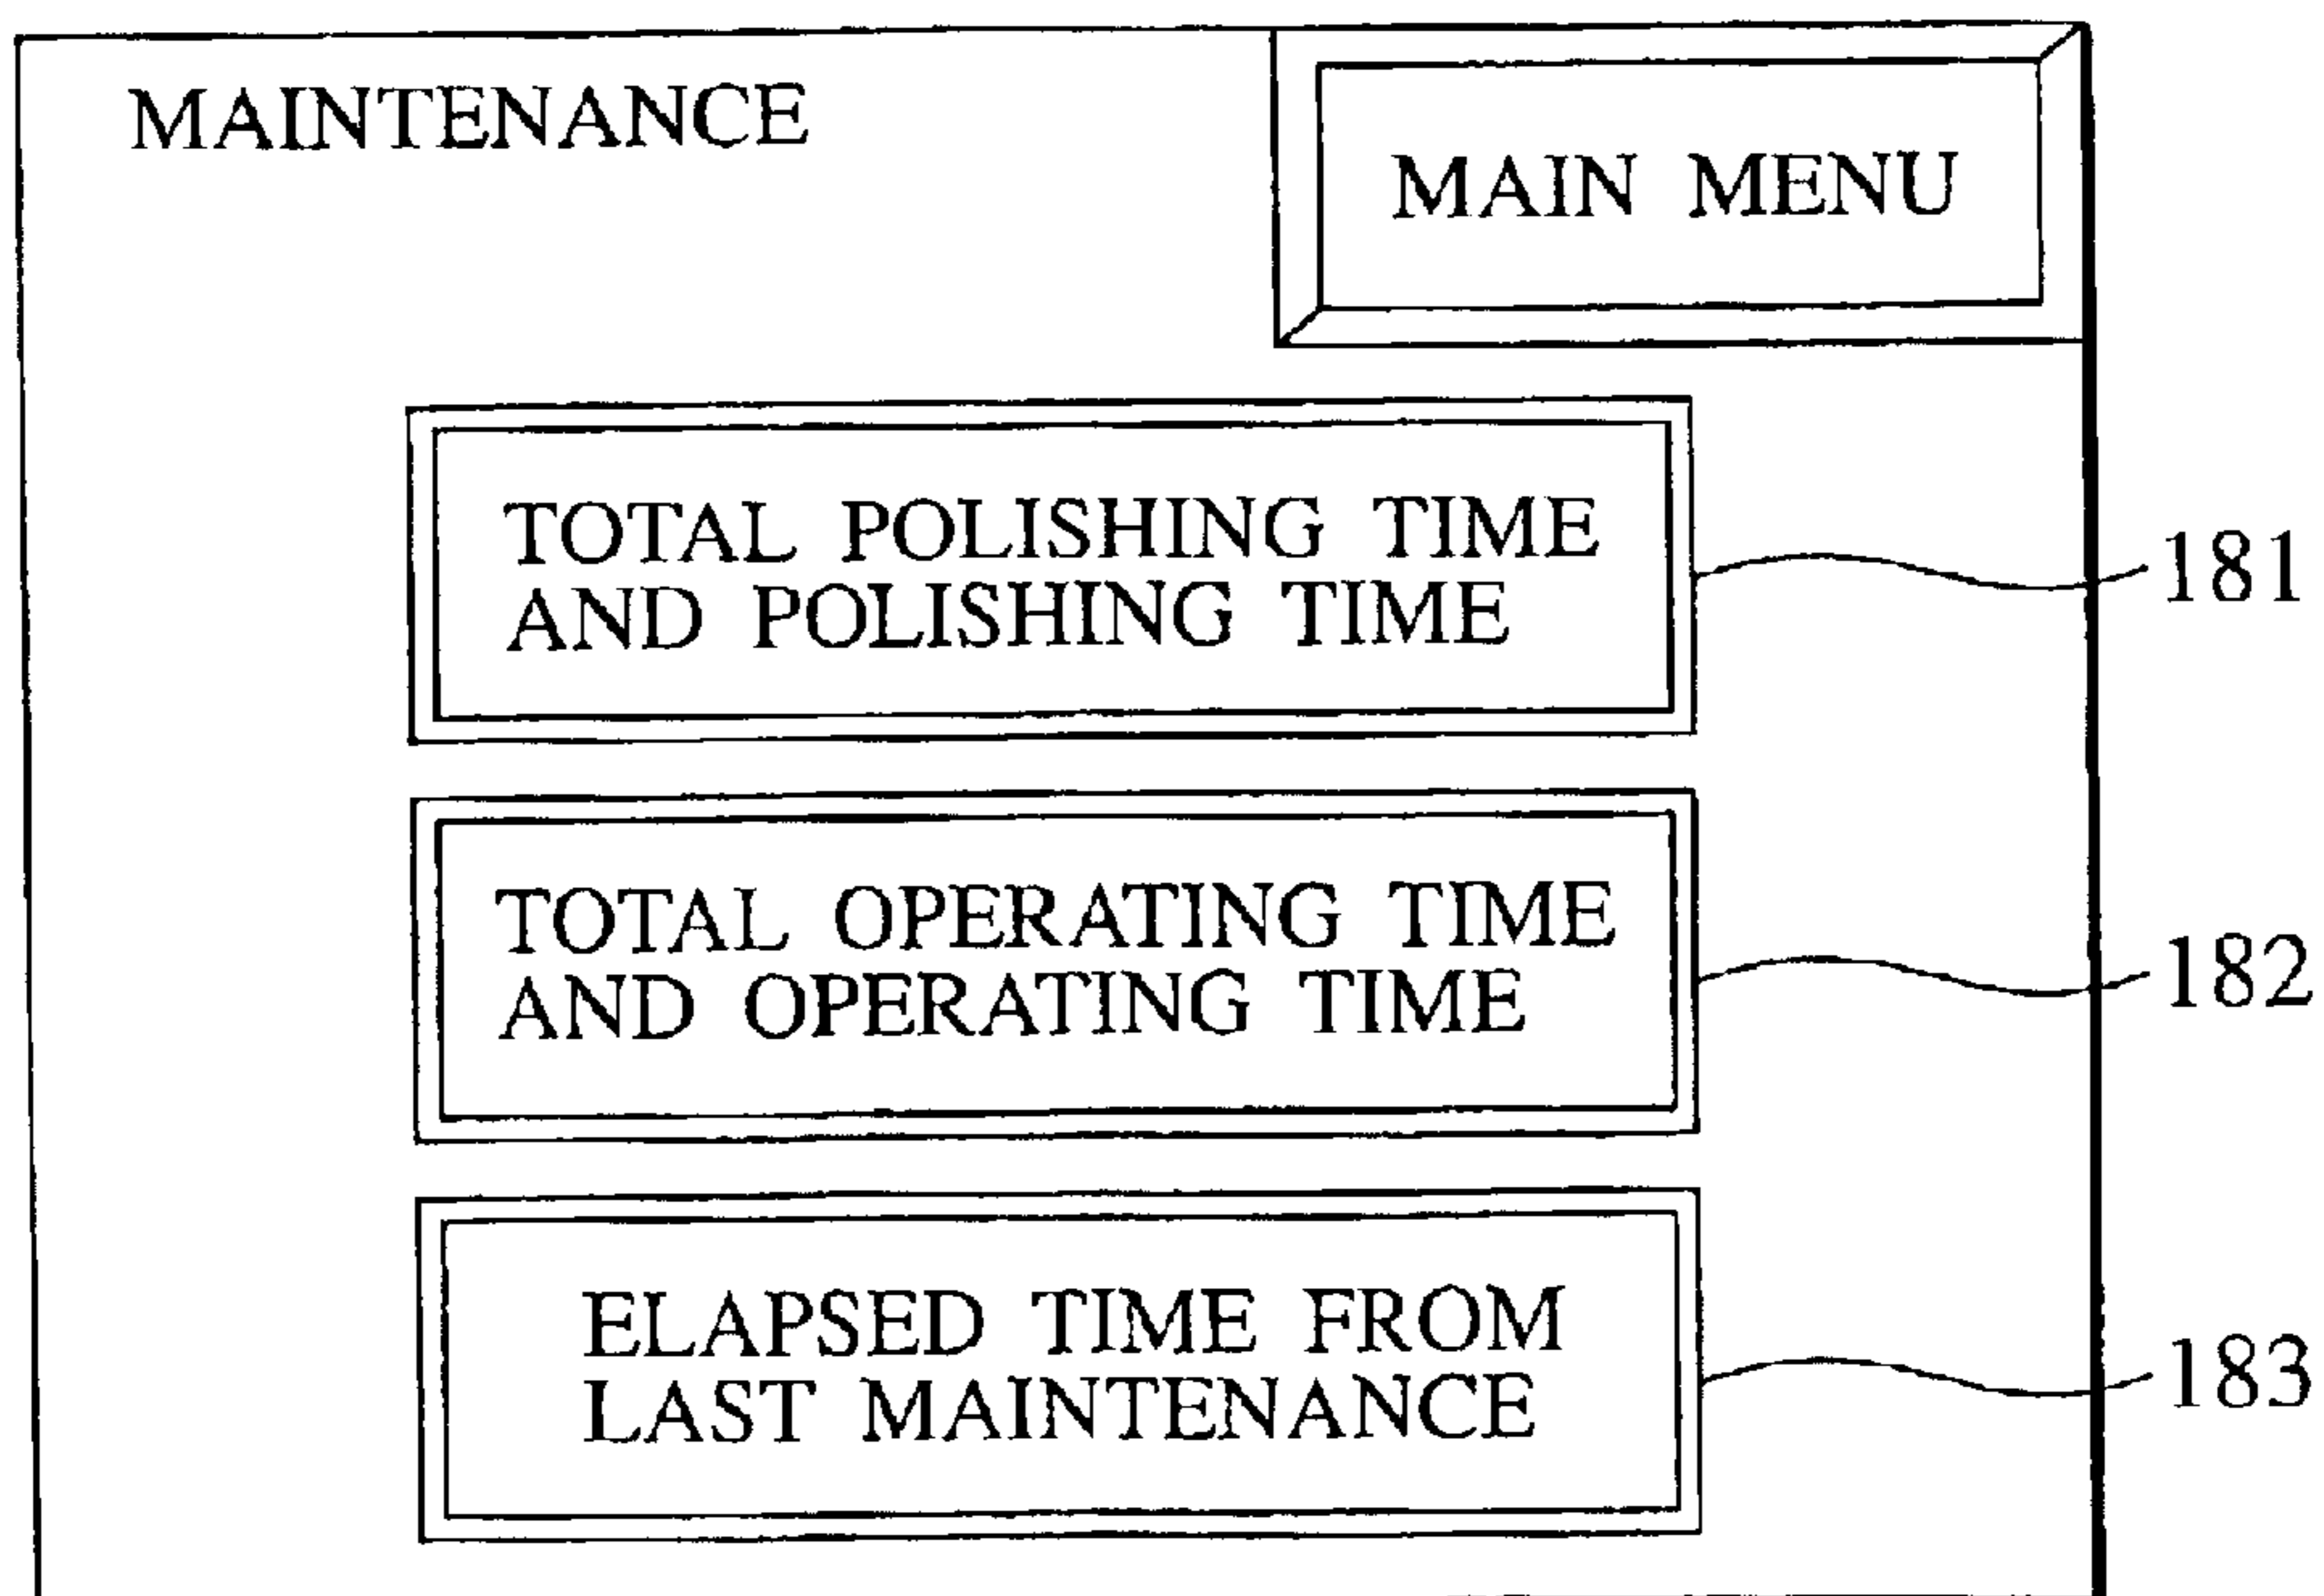 MAINTENANCE
MAIN MENU
TOTAL POLISHING TIME
AND POLISHING TIME
181
TOTAL OPERATING TIME
AND OPERATING TIME
182
ELAPSED TIME FROM
LAST MAINTENANCE
183